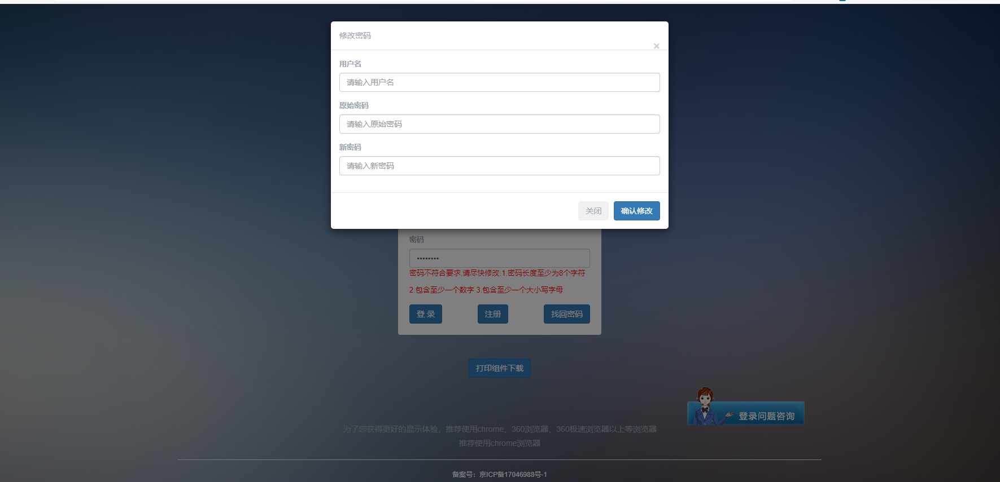 修改密码
×
用户名
请输入用户名
原始密码
请输入原始密码
新密码
请输入新密码
关闭 确认修改
密码
••••••••
密码不符合要求,请尽快修改:1.密码长度至少为8个字符
2.包含至少一个数字 3.包含至少一个大小写字母
登 录 注册 找回密码
打印组件下载
登录问题咨询
为了您获得更好的显示体验，推荐使用chrome、360浏览器、360极速浏览器以上等浏览器
推荐使用chrome浏览器
备案号：京ICP备17046988号-1